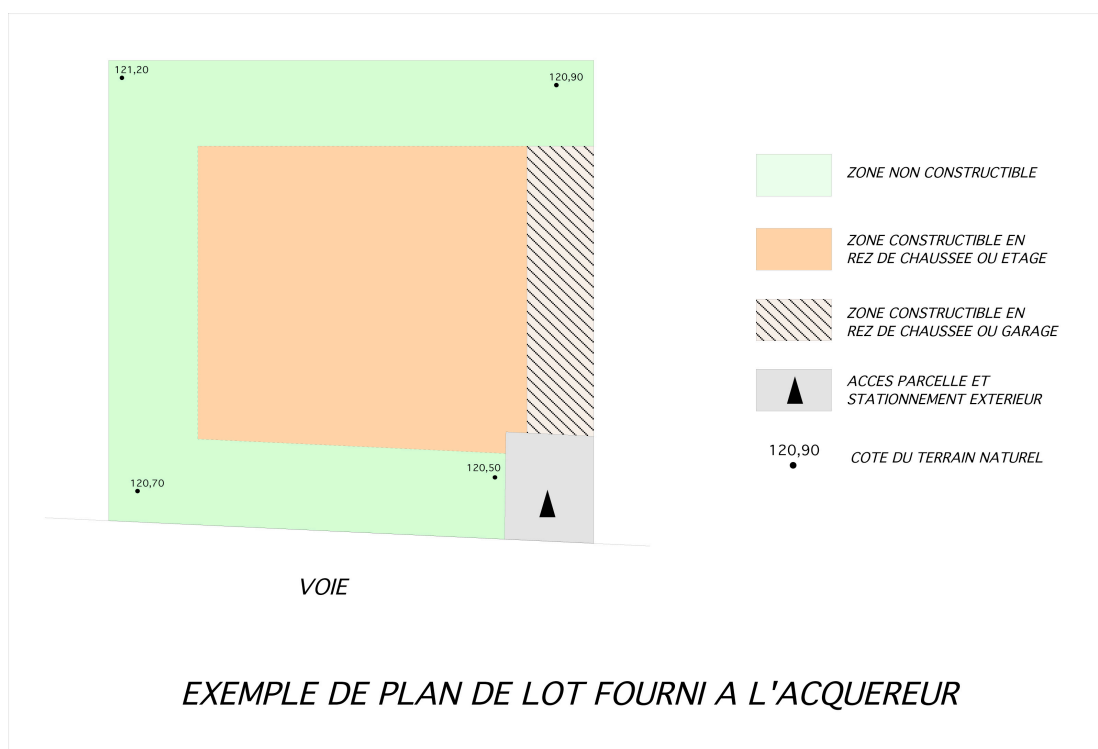 121,20
120,90
ZONE NON CONSTRUCTIBLE
ZONE CONSTRUCTIBLE EN
REZ DE CHAUSSEE OU ETAGE
ZONE CONSTRUCTIBLE EN
REZ DE CHAUSSEE OU GARAGE
ACCES PARCELLE ET
STATIONNEMENT EXTERIEUR
120,90
COTE DU TERRAIN NATUREL
120,50
120,70
VOIE
EXEMPLE DE PLAN DE LOT FOURNI A L'ACQUEREUR